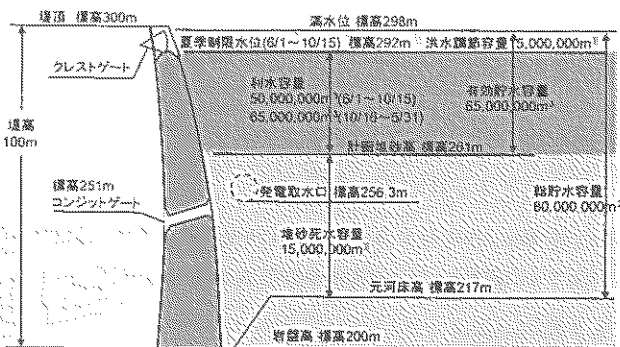 堤頂 標高300m
満水位 標高298m
夏季制限水位(6/1～10/15) 標高292m 洪水調節容量 15,000,000m³
クレストゲート
利水容量
50,000,000m³(6/1～10/15)
65,000,000m³(10/16～5/31)
有効貯水容量
65,000,000m³
堤高
100m
計画堆砂高 標高261m
標高251m
コンジットゲート
発電取水口 標高256.3m
総貯水容量
80,000,000m³
堆砂死水容量
15,000,000m³
元河床高 標高217m
岩盤高 標高200m